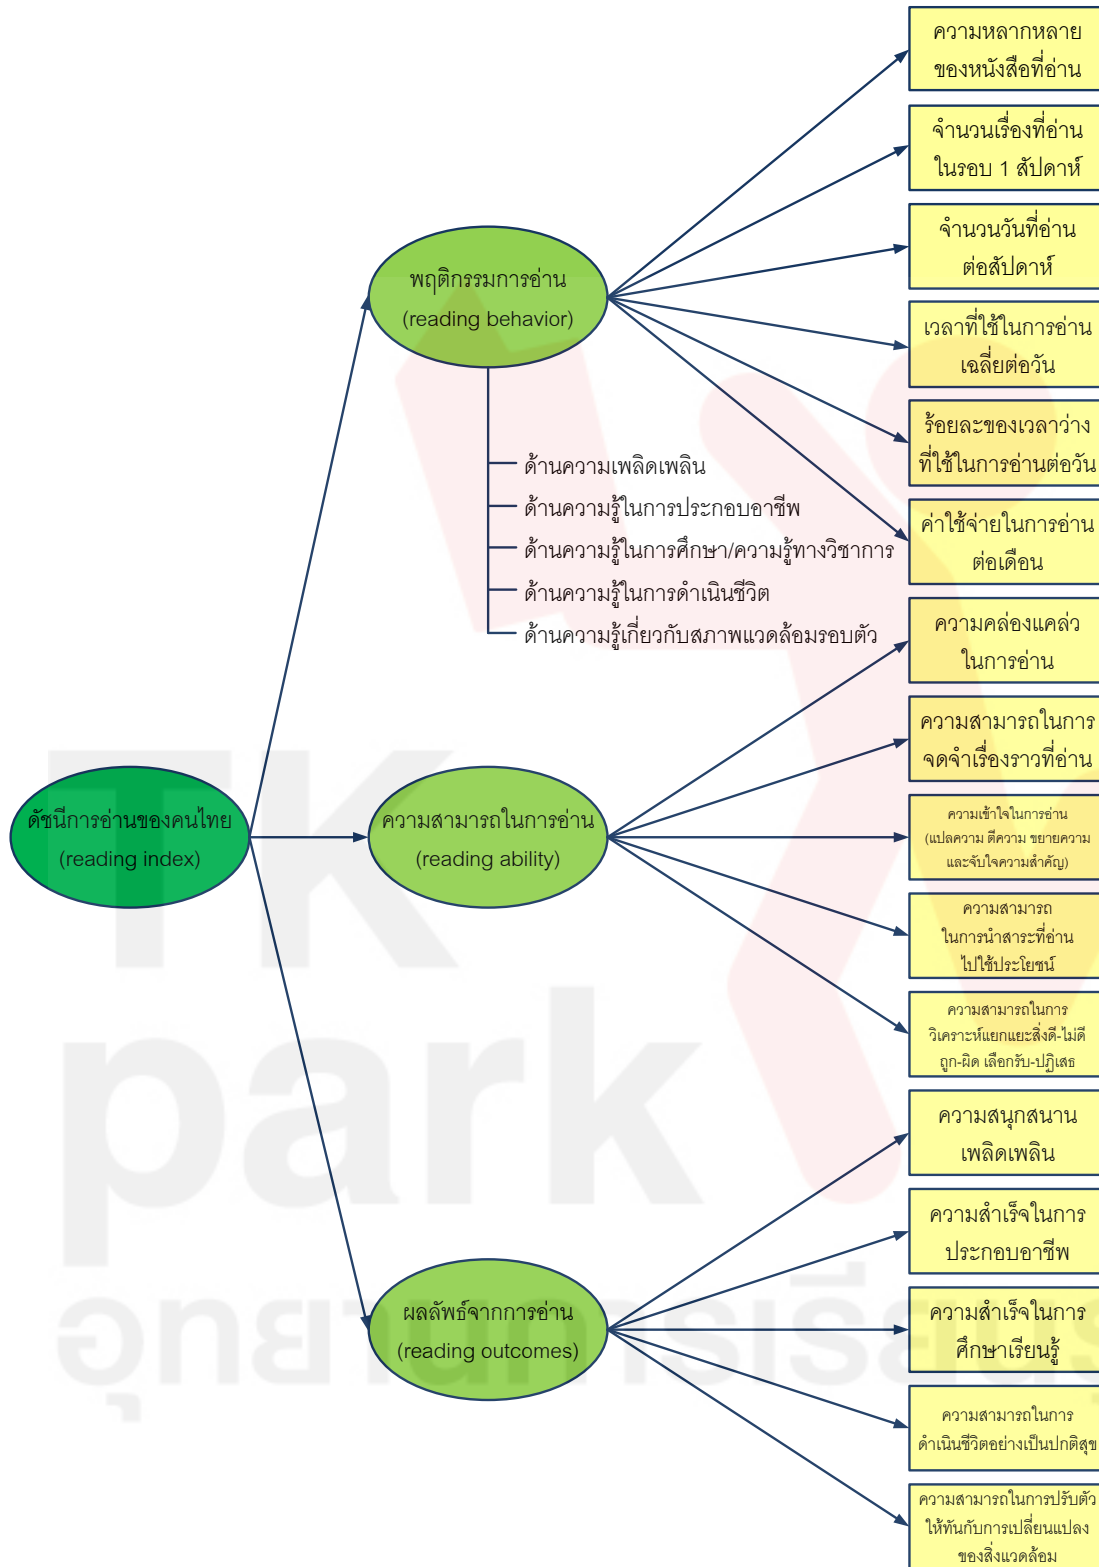 ดัชนีการอ่านของคนไทย
(reading index)
พฤติกรรมการอ่าน
(reading behavior)
ด้านความเพลิดเพลิน
ด้านความรู้ในการประกอบอาชีพ
ด้านความรู้ในการศึกษา/ความรู้ทางวิชาการ
ด้านความรู้ในการดำเนินชีวิต
ด้านความรู้เกี่ยวกับสภาพแวดล้อมรอบตัว
ความหลากหลาย
ของหนังสือที่อ่าน
จำนวนเรื่องที่อ่าน
ในรอบ 1 สัปดาห์
จำนวนวันที่อ่าน
ต่อสัปดาห์
เวลาที่ใช้ในการอ่าน
เฉลี่ยต่อวัน
ร้อยละของเวลาว่าง
ที่ใช้ในการอ่านต่อวัน
ค่าใช้จ่ายในการอ่าน
ต่อเดือน
ความสามารถในการอ่าน
(reading ability)
ความคล่องแคล่ว
ในการอ่าน
ความสามารถในการ
จดจำเรื่องราวที่อ่าน
ความเข้าใจในการอ่าน
(แปลความ ตีความ ขยายความ
และจับใจความสำคัญ)
ความสามารถ
ในการนำสาระที่อ่าน
ไปใช้ประโยชน์
ความสามารถในการ
วิเคราะห์แยกแยะสิ่งดี-ไม่ดี
ถูก-ผิด เลือกรับ-ปฏิเสธ
ผลลัพธ์จากการอ่าน
(reading outcomes)
ความสนุกสนาน
เพลิดเพลิน
ความสำเร็จในการ
ประกอบอาชีพ
ความสำเร็จในการ
ศึกษาเรียนรู้
ความสามารถในการ
ดำเนินชีวิตอย่างเป็นปกติสุข
ความสามารถในการปรับตัว
ให้ทันกับการเปลี่ยนแปลง
ของสิ่งแวดล้อม
TK
park
อุทยานการเรียนรู้